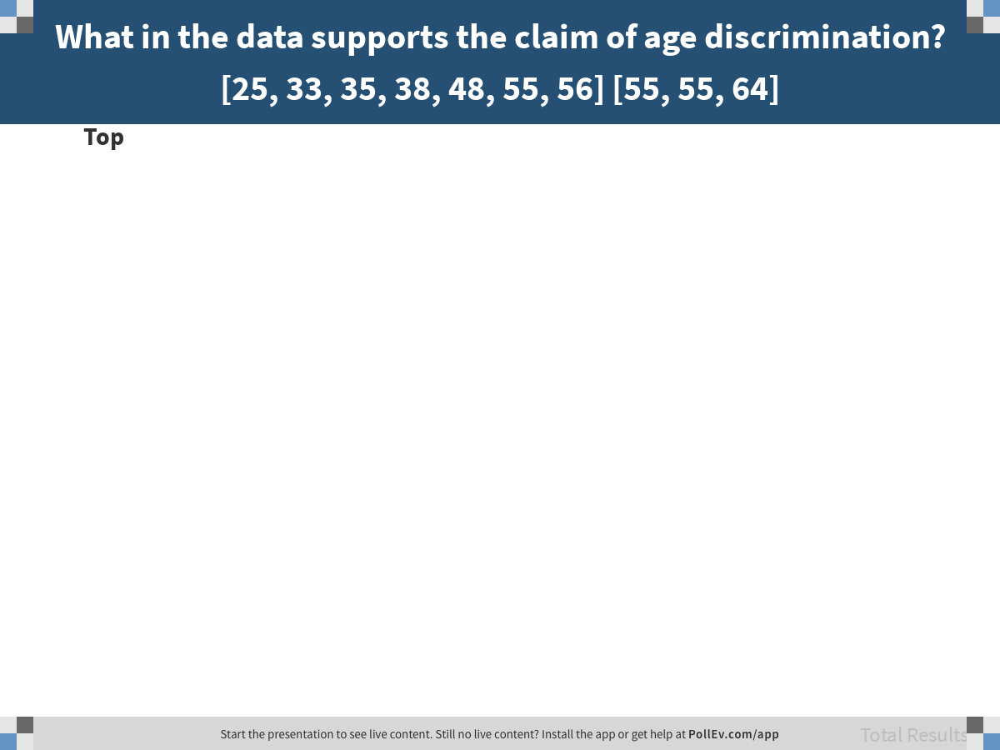 What in the data supports the claim of age discrimination?
[25, 33, 35, 38, 48, 55, 56] [55, 55, 64]
Top
Start the presentation to see live content. Still no live content? Install the app or get help at PollEv.com/app
Total Results